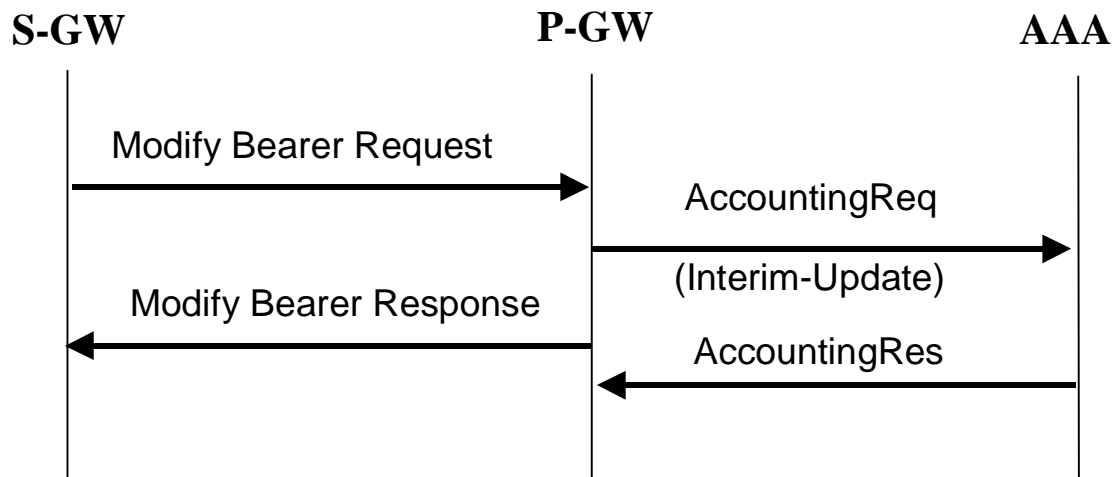 S-GW P-GW AAA
Modify Bearer Request
AccountingReq
(Interim-Update)
Modify Bearer Response
AccountingRes